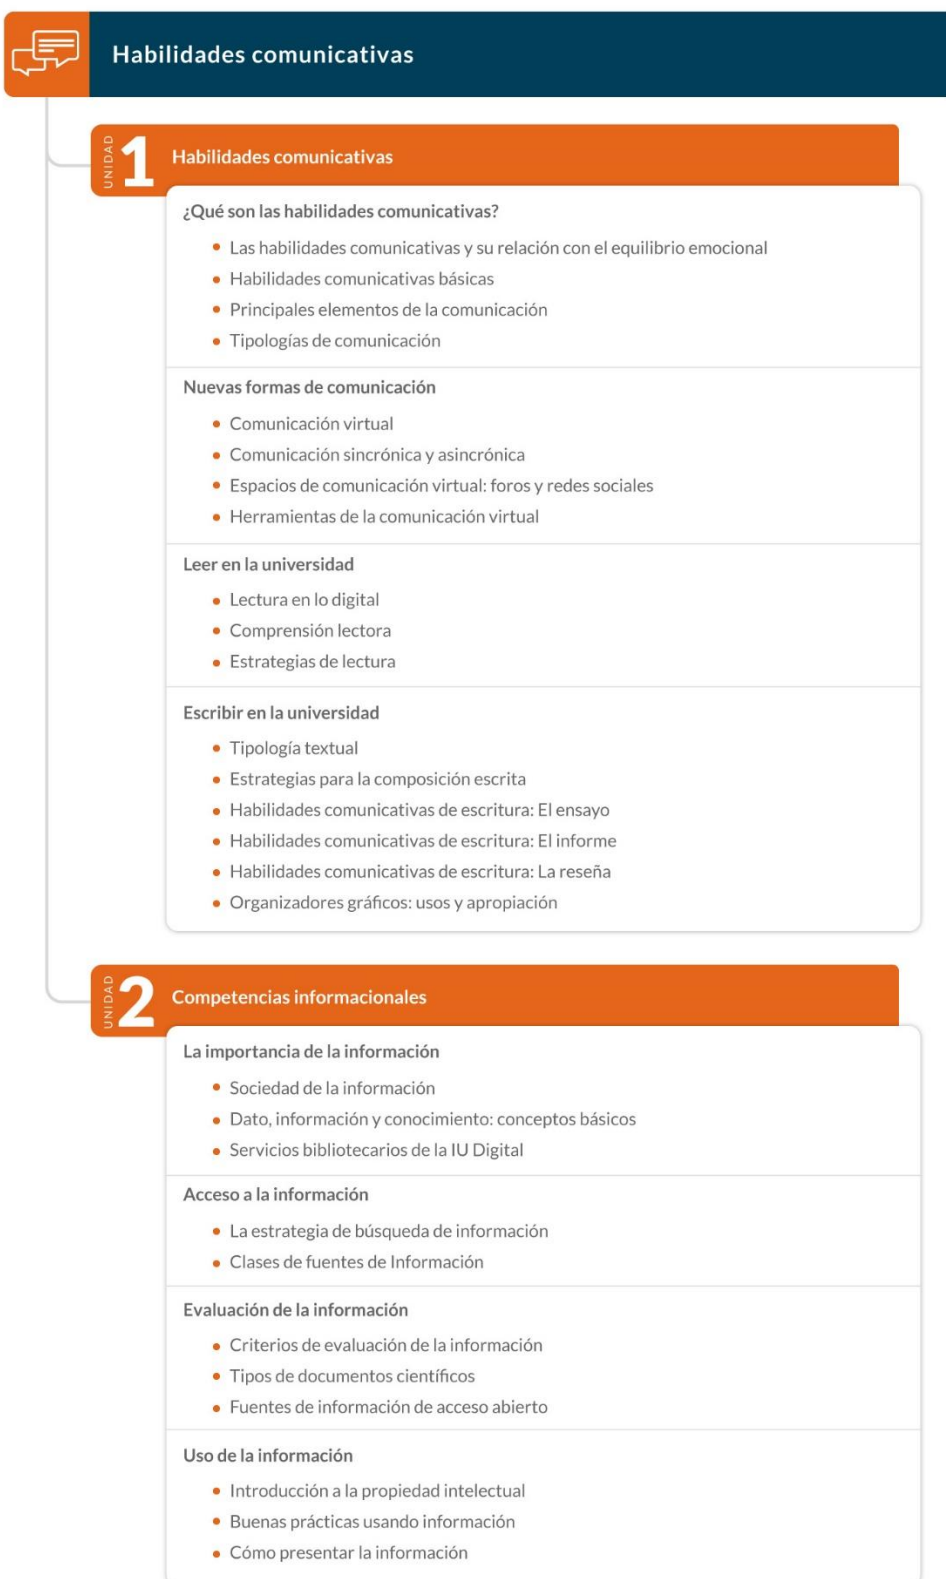 Habilidades comunicativas
UNIDAD 1 Habilidades comunicativas
¿Qué son las habilidades comunicativas?
Las habilidades comunicativas y su relación con el equilibrio emocional
Habilidades comunicativas básicas
Principales elementos de la comunicación
Tipologías de comunicación
Nuevas formas de comunicación
Comunicación virtual
Comunicación sincrónica y asincrónica
Espacios de comunicación virtual: foros y redes sociales
Herramientas de la comunicación virtual
Leer en la universidad
Lectura en lo digital
Comprensión lectora
Estrategias de lectura
Escribir en la universidad
Tipología textual
Estrategias para la composición escrita
Habilidades comunicativas de escritura: El ensayo
Habilidades comunicativas de escritura: El informe
Habilidades comunicativas de escritura: La reseña
Organizadores gráficos: usos y apropiación
UNIDAD 2 Competencias informacionales
La importancia de la información
Sociedad de la información
Dato, información y conocimiento: conceptos básicos
Servicios bibliotecarios de la IU Digital
Acceso a la información
La estrategia de búsqueda de información
Clases de fuentes de Información
Evaluación de la información
Criterios de evaluación de la información
Tipos de documentos científicos
Fuentes de información de acceso abierto
Uso de la información
Introducción a la propiedad intelectual
Buenas prácticas usando información
Cómo presentar la información